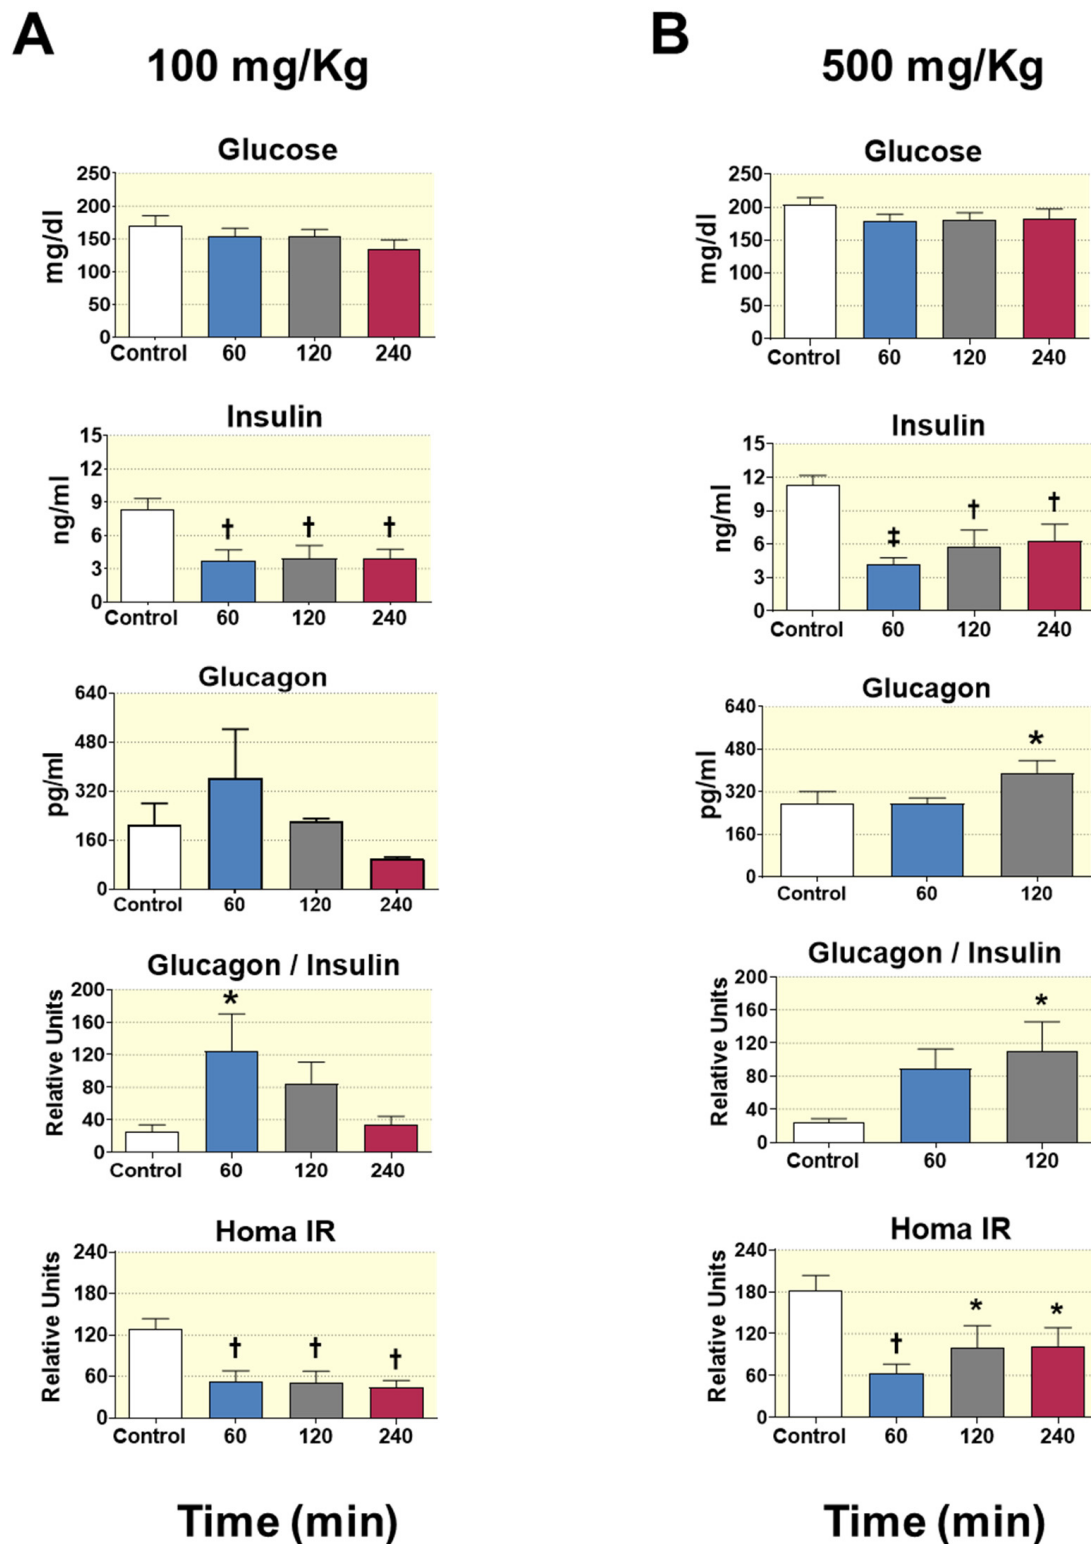 A
100 mg/Kg
Glucose
mg/dl
250
200
150
100
50
0
Control 60 120 240
Insulin
ng/ml
15
12
9
6
3
0
† † †
Control 60 120 240
Glucagon
pg/ml
640
480
320
160
0
Control 60 120 240
Glucagon / Insulin
Relative Units
200
160
120
80
40
0
*
Control 60 120 240
Homa IR
Relative Units
240
180
120
60
0
† † †
Control 60 120 240
Time (min)
B
500 mg/Kg
Glucose
mg/dl
250
200
150
100
50
0
Control 60 120 240
Insulin
ng/ml
15
12
9
6
3
0
‡ † †
Control 60 120 240
Glucagon
pg/ml
640
480
320
160
0
*
Control 60 120
Glucagon / Insulin
Relative Units
200
160
120
80
40
0
*
Control 60 120
Homa IR
Relative Units
240
180
120
60
0
† * *
Control 60 120 240
Time (min)